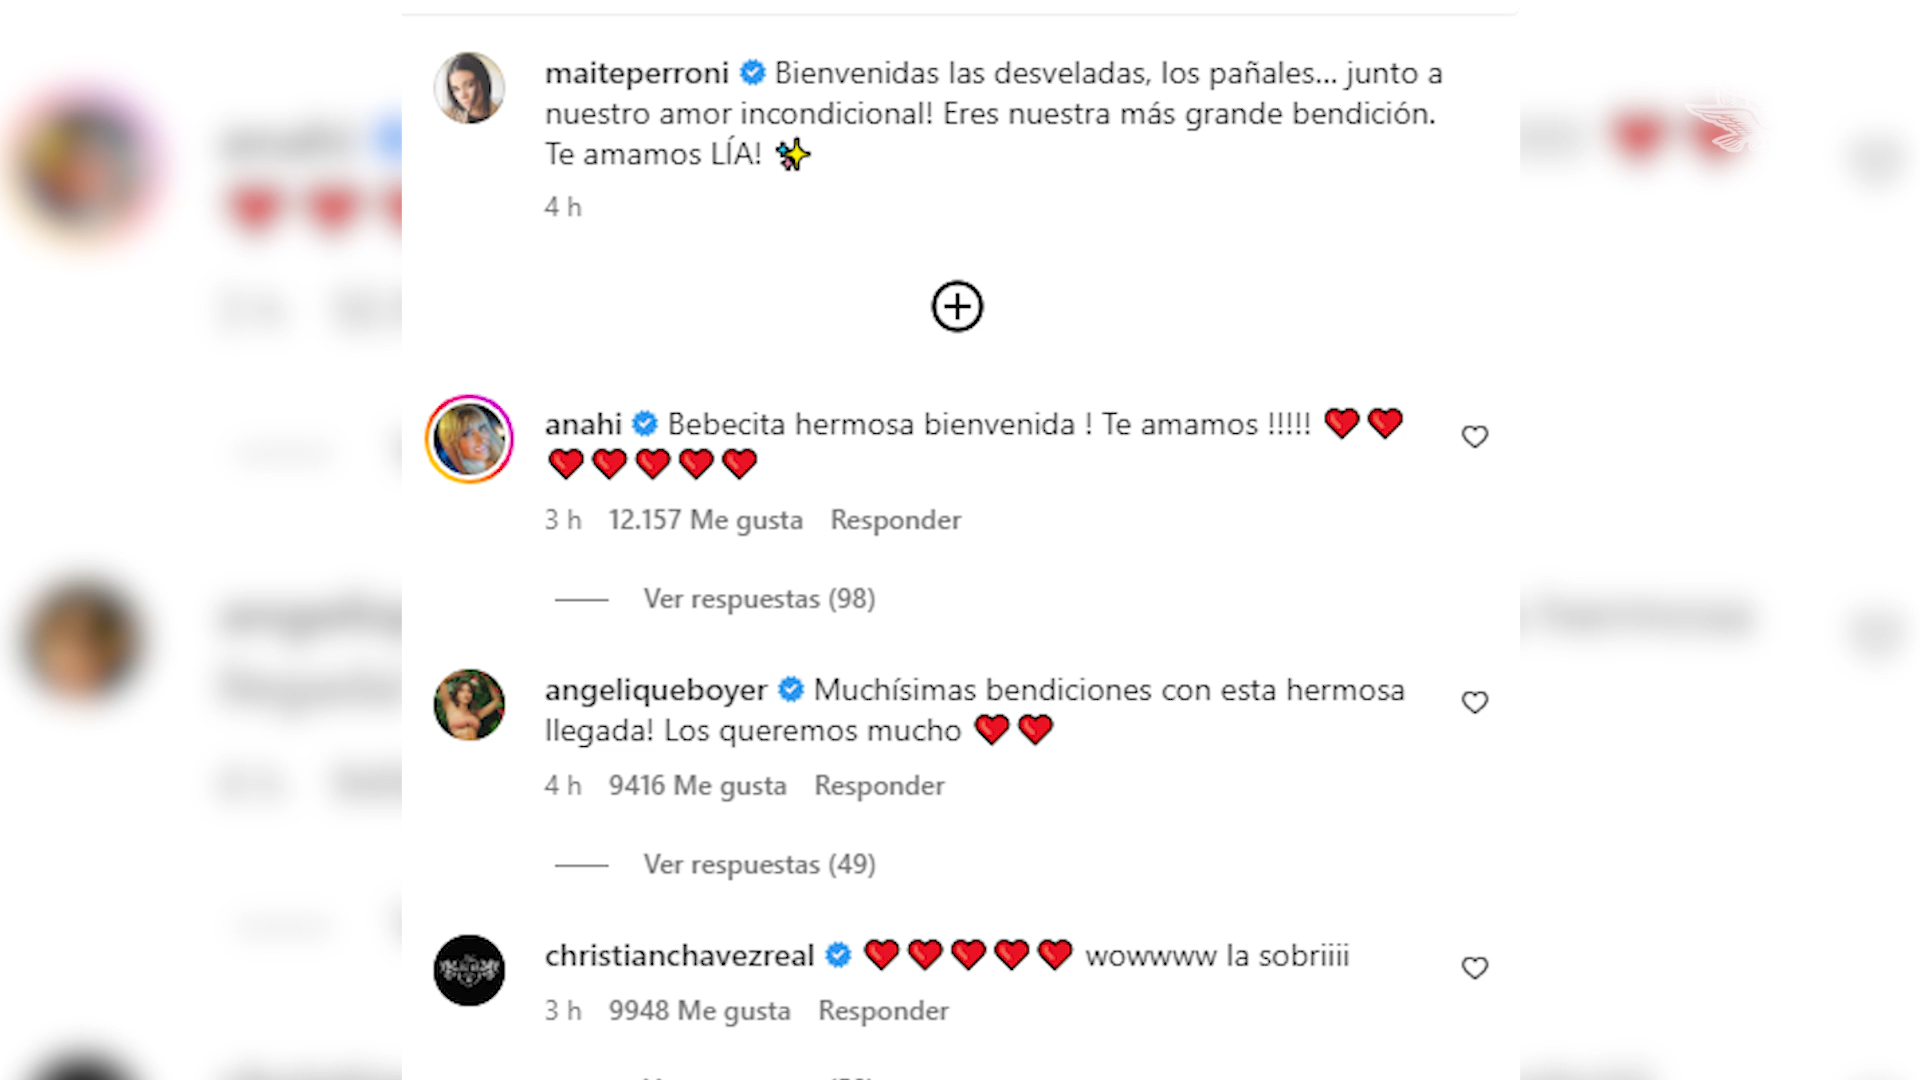 maiteperroni Bienvenidas las desveladas, los pañales... junto a
nuestro amor incondicional! Eres nuestra más grande bendición.
Te amamos LÍA! ✨
4 h
anahi Bebecita hermosa bienvenida ! Te amamos !!!!! ❤️❤️
❤️❤️❤️❤️❤️
3 h 12.157 Me gusta Responder
Ver respuestas (98)
angeliqueboyer Muchísimas bendiciones con esta hermosa
llegada! Los queremos mucho ❤️❤️
4 h 9416 Me gusta Responder
Ver respuestas (49)
christianchavezreal ❤️❤️❤️❤️❤️ wowwww la sobriiii
3 h 9948 Me gusta Responder